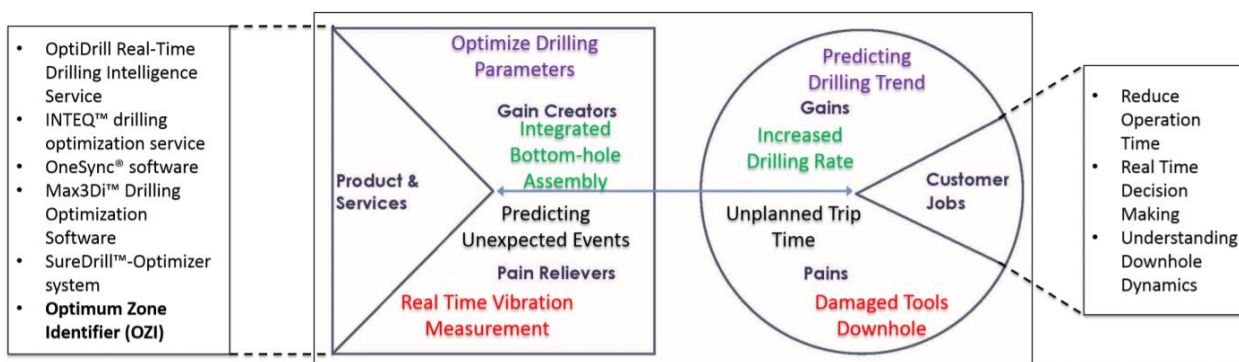 • OptiDrill Real-Time
Drilling Intelligence
Service
• INTEQ™ drilling
optimization service
• OneSync® software
• Max3Di™ Drilling
Optimization
Software
• SureDrill™-Optimizer
system
• Optimum Zone
Identifier (OZI)
Product &
Services
Optimize Drilling
Parameters
Gain Creators
Integrated
Bottom-hole
Assembly
Predicting
Unexpected Events
Pain Relievers
Real Time Vibration
Measurement
Predicting
Drilling Trend
Gains
Increased
Drilling Rate
Unplanned Trip
Time
Pains
Damaged Tools
Downhole
Customer
Jobs
• Reduce
Operation
Time
• Real Time
Decision
Making
• Understanding
Downhole
Dynamics